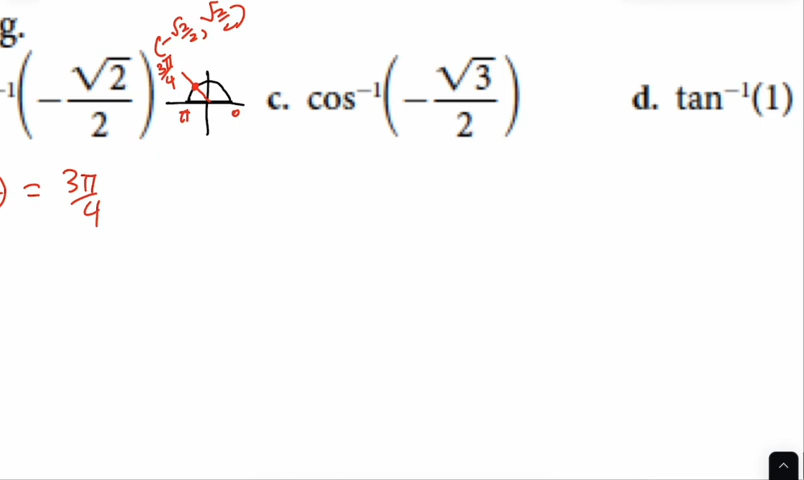 g.
(-√2/2, √2/2)
3π/4
⁻¹(-√2/2)
π 0
c. cos⁻¹(-√3/2)
d. tan⁻¹(1)
= 3π/4